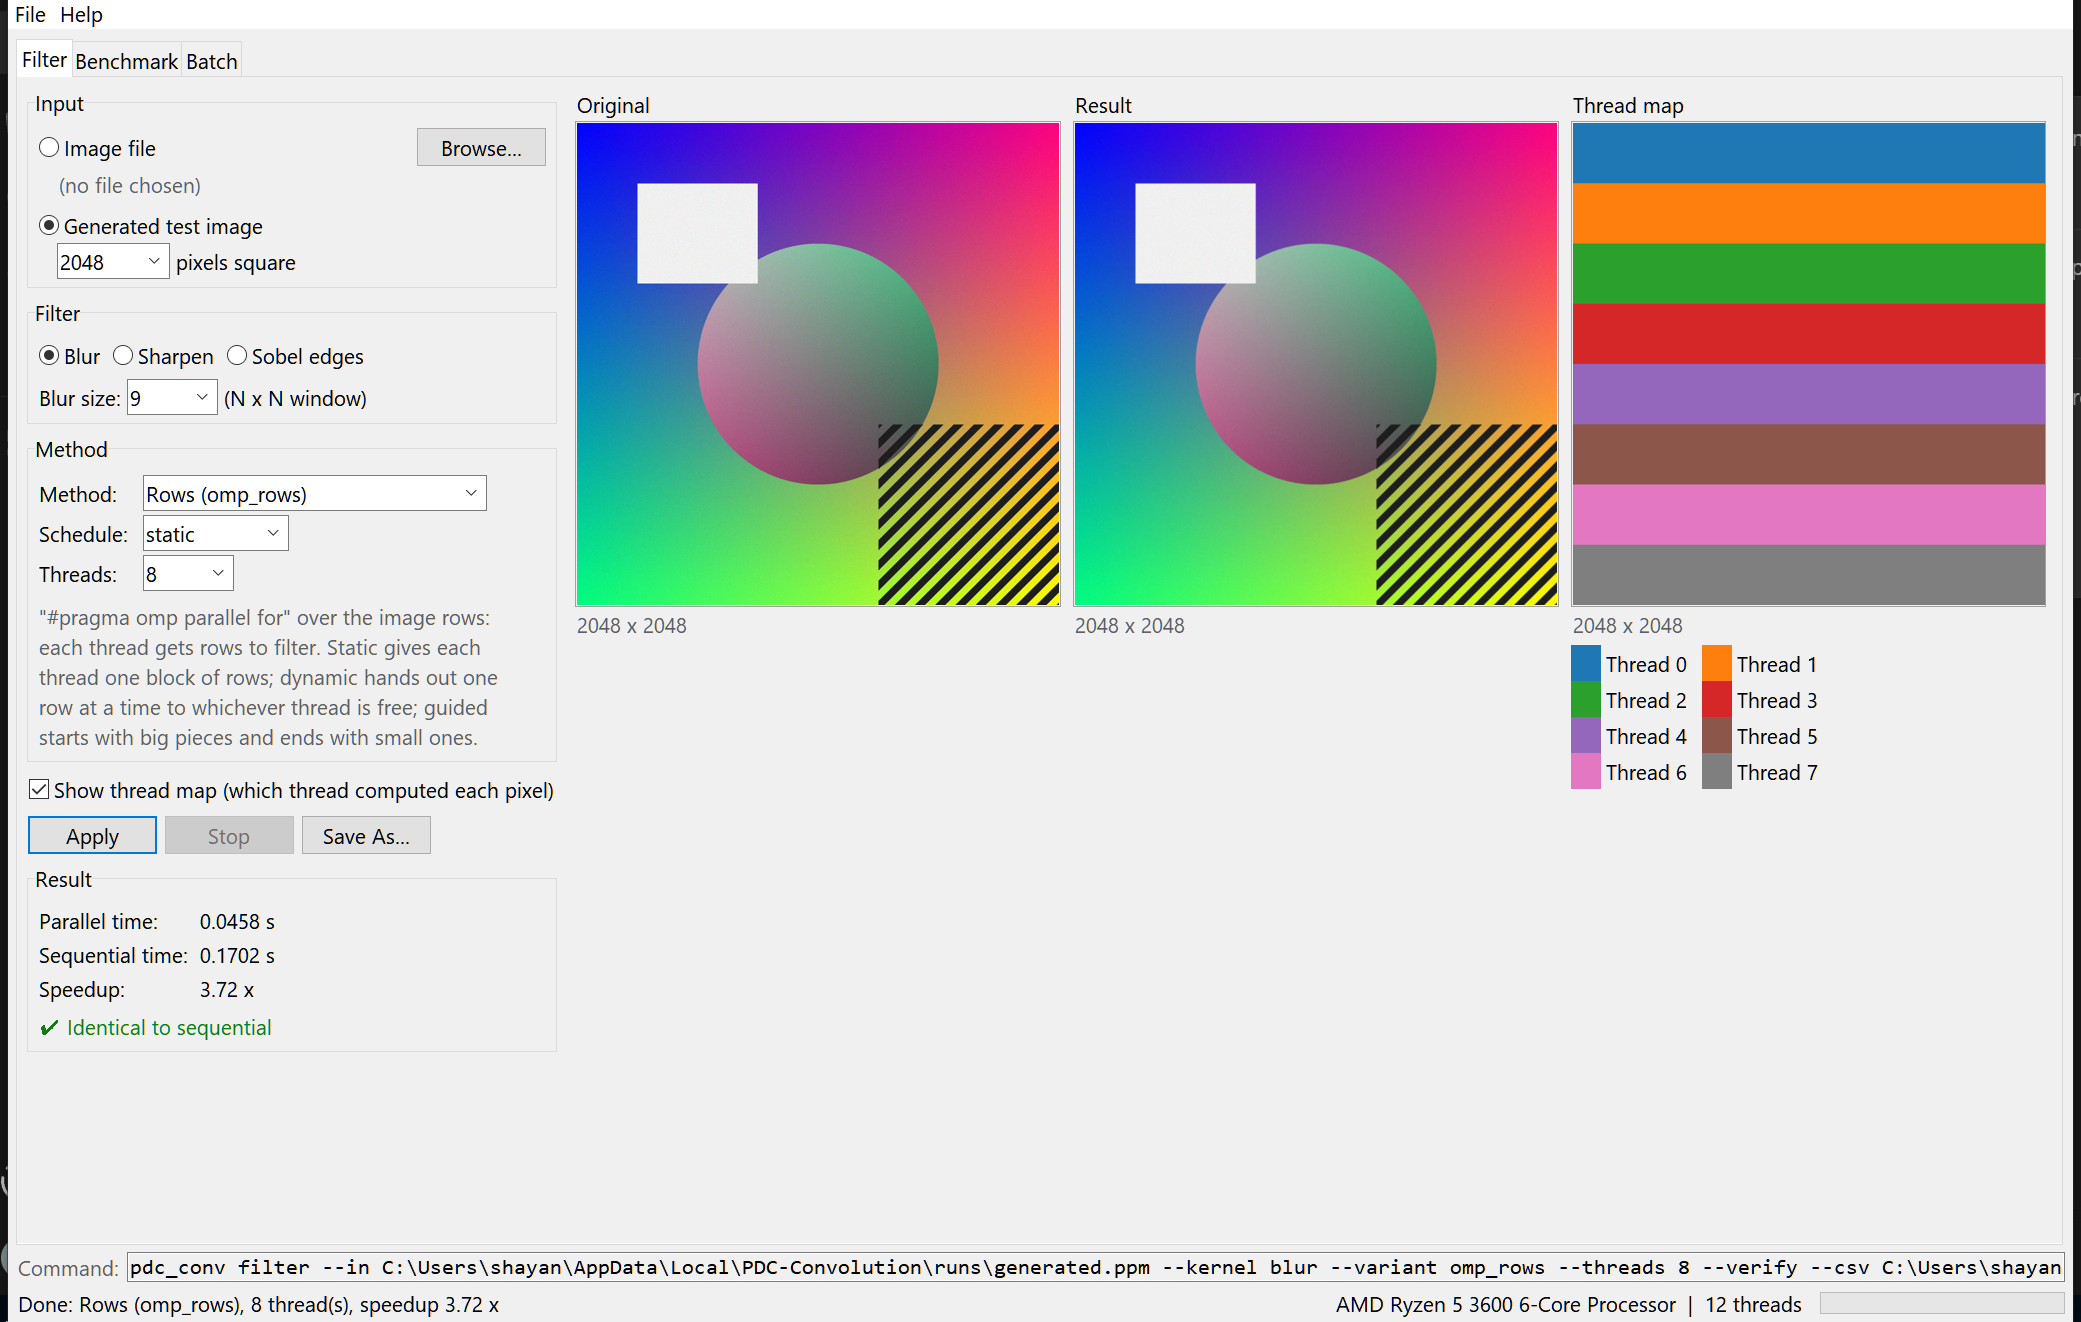 File Help
Filter Benchmark Batch
Input
Image file Browse...
(no file chosen)
Generated test image
2048 pixels square
Filter
Blur Sharpen Sobel edges
Blur size: 9 (N x N window)
Method
Method: Rows (omp_rows)
Schedule: static
Threads: 8
"#pragma omp parallel for" over the image rows:
each thread gets rows to filter. Static gives each
thread one block of rows; dynamic hands out one
row at a time to whichever thread is free; guided
starts with big pieces and ends with small ones.
Show thread map (which thread computed each pixel)
Apply Stop Save As...
Result
Parallel time: 0.0458 s
Sequential time: 0.1702 s
Speedup: 3.72 x
✔ Identical to sequential
Original
2048 x 2048
Result
2048 x 2048
Thread map
2048 x 2048
Thread 0 Thread 1
Thread 2 Thread 3
Thread 4 Thread 5
Thread 6 Thread 7
Command: pdc_conv filter --in C:\Users\shayan\AppData\Local\PDC-Convolution\runs\generated.ppm --kernel blur --variant omp_rows --threads 8 --verify --csv C:\Users\shayan
Done: Rows (omp_rows), 8 thread(s), speedup 3.72 x
AMD Ryzen 5 3600 6-Core Processor | 12 threads